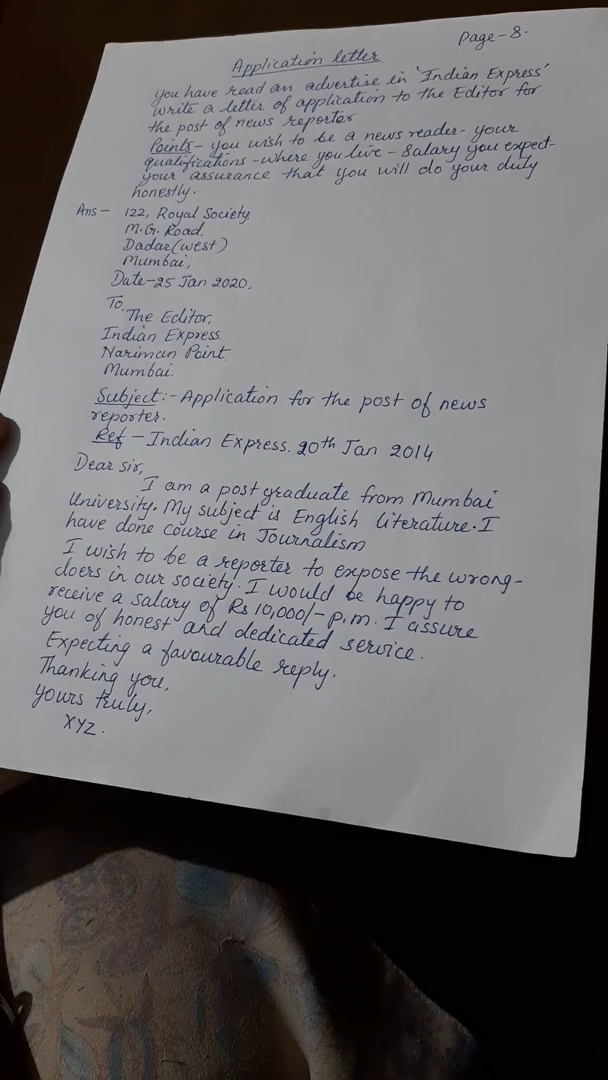 Page-8-
Application letter
you have read an advertise in 'Indian Express'
write a letter of application to the Editor for
the post of news reporter
Points- you wish to be a news reader- your
qualifications -where you live - Salary you expect-
your assurance that you will do your duty
honestly.
Ans - 122, Royal Society,
M.G. Road,
Dadar(west)
Mumbai,
Date-25 Jan 2020.
To,
The Editor,
Indian Express
Nariman Point
Mumbai.
Subject:- Application for the post of news
reporter.
Ref - Indian Express. 20th Jan 2014
Dear sir,
I am a post graduate from Mumbai
University. My subject is English literature. I
have done course in Journalism
I wish to be a reporter to expose the wrong-
doers in our society. I would be happy to
receive a salary of Rs 10,000/- p.m. I assure
you of honest and dedicated service.
Expecting a favourable reply.
Thanking you,
yours truly,
XYZ.